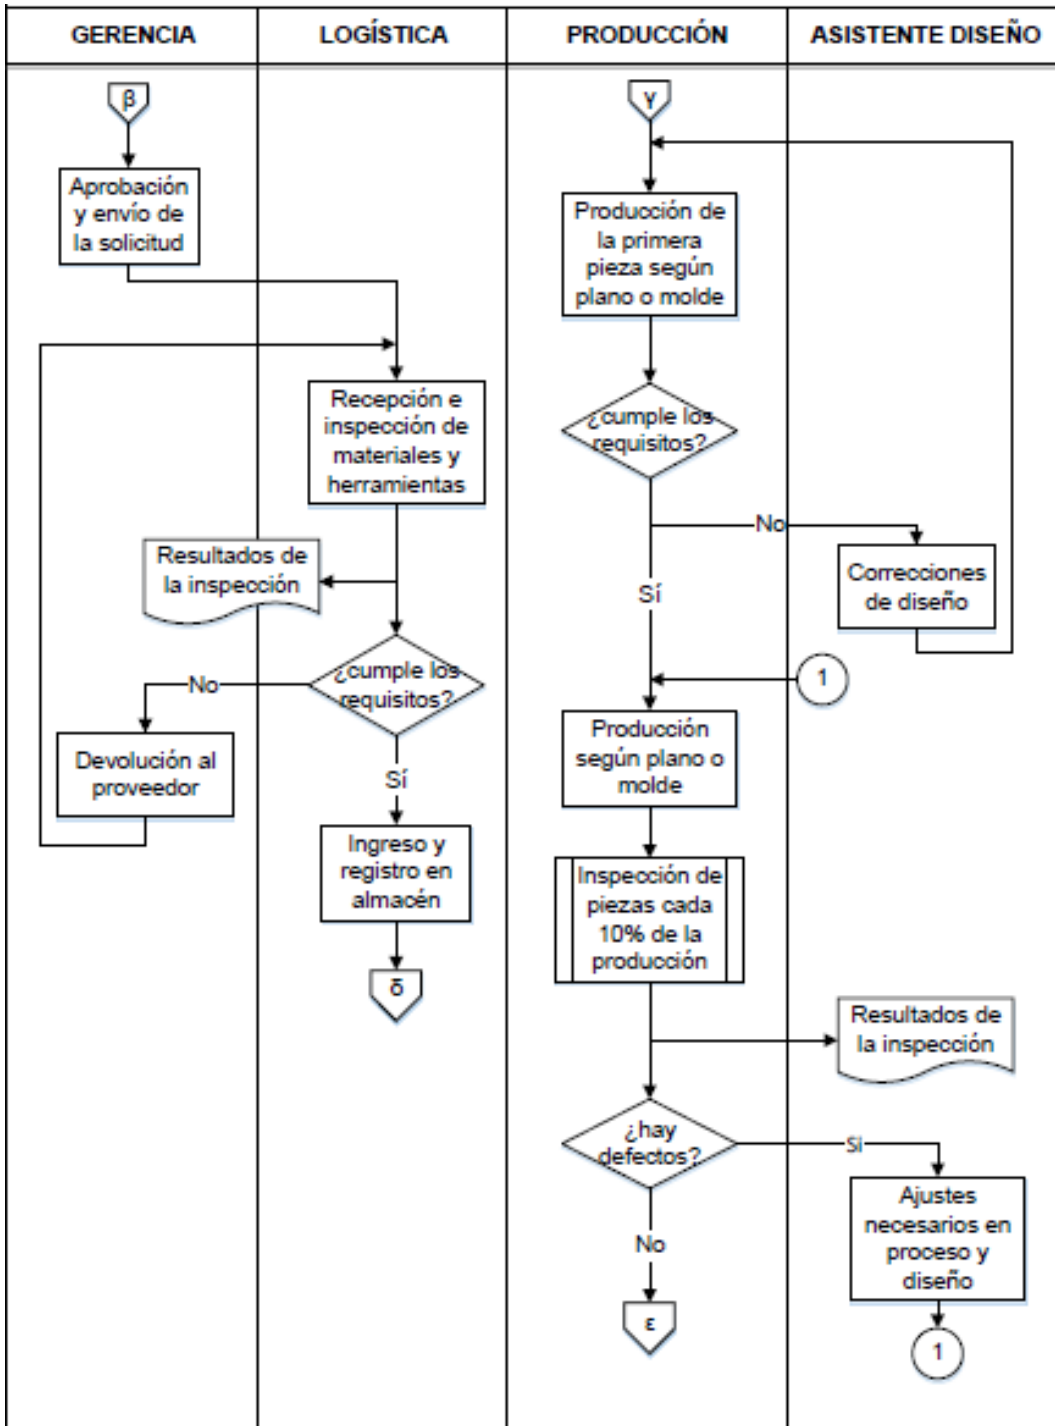 GERENCIA
LOGÍSTICA
PRODUCCIÓN
ASISTENTE DISEÑO
β
Aprobación
y envío de
la solicitud
Recepción e
inspección de
materiales y
herramientas
Resultados de
la inspección
¿cumple los
requisitos?
No
Devolución al
proveedor
Sí
Ingreso y
registro en
almacén
δ
γ
Producción de
la primera
pieza según
plano o molde
¿cumple los
requisitos?
No
Correcciones
de diseño
Sí
1
Producción
según plano o
molde
Inspección de
piezas cada
10% de la
producción
Resultados de
la inspección
¿hay
defectos?
Si
Ajustes
necesarios en
proceso y
diseño
1
No
ε